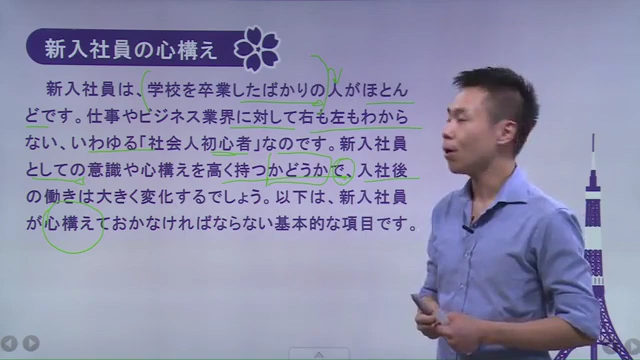 新入社員の心構え
新入社員は、学校を卒業したばかりの人がほとん
どです。仕事やビジネス業界に対して右も左もわから
ない、いわゆる「社会人初心者」なのです。新入社員
としての意識や心構えを高く持つかどうかで、入社後
の働きは大きく変化するでしょう。以下は、新入社員
が心構えておかなければならない基本的な項目です。